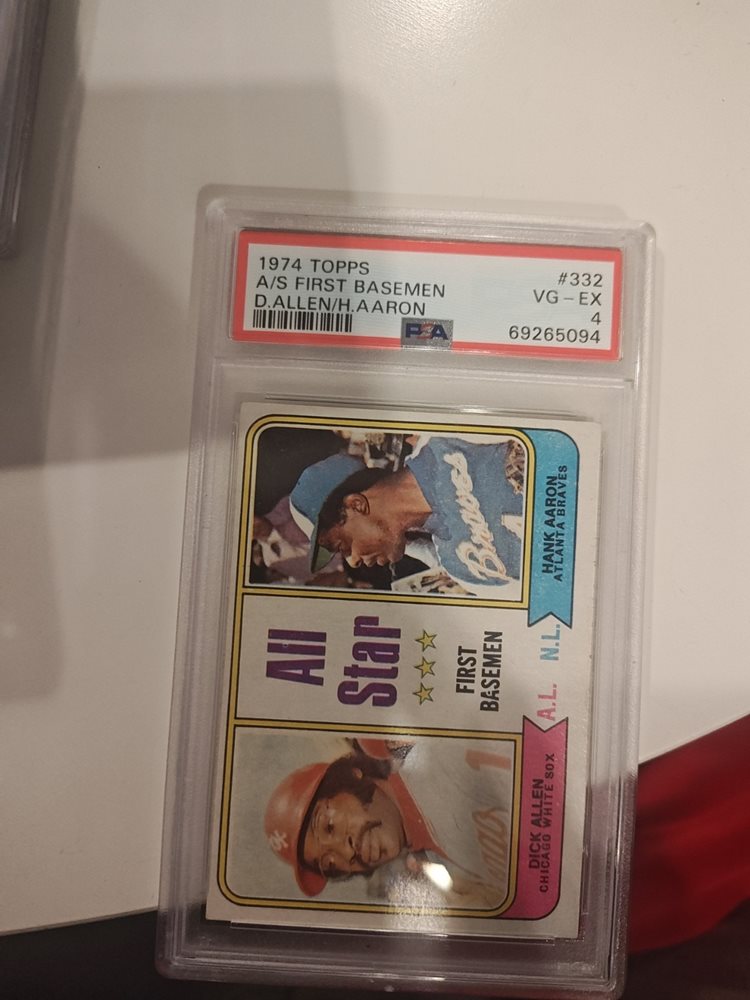 1974 TOPPS
A/S FIRST BASEMEN
D.ALLEN/H.AARON
#332
VG - EX
4
69265094
PSA
All
Star
FIRST
BASEMEN
A.L. N.L.
DICK ALLEN
CHICAGO WHITE SOX
HANK AARON
ATLANTA BRAVES
Braves